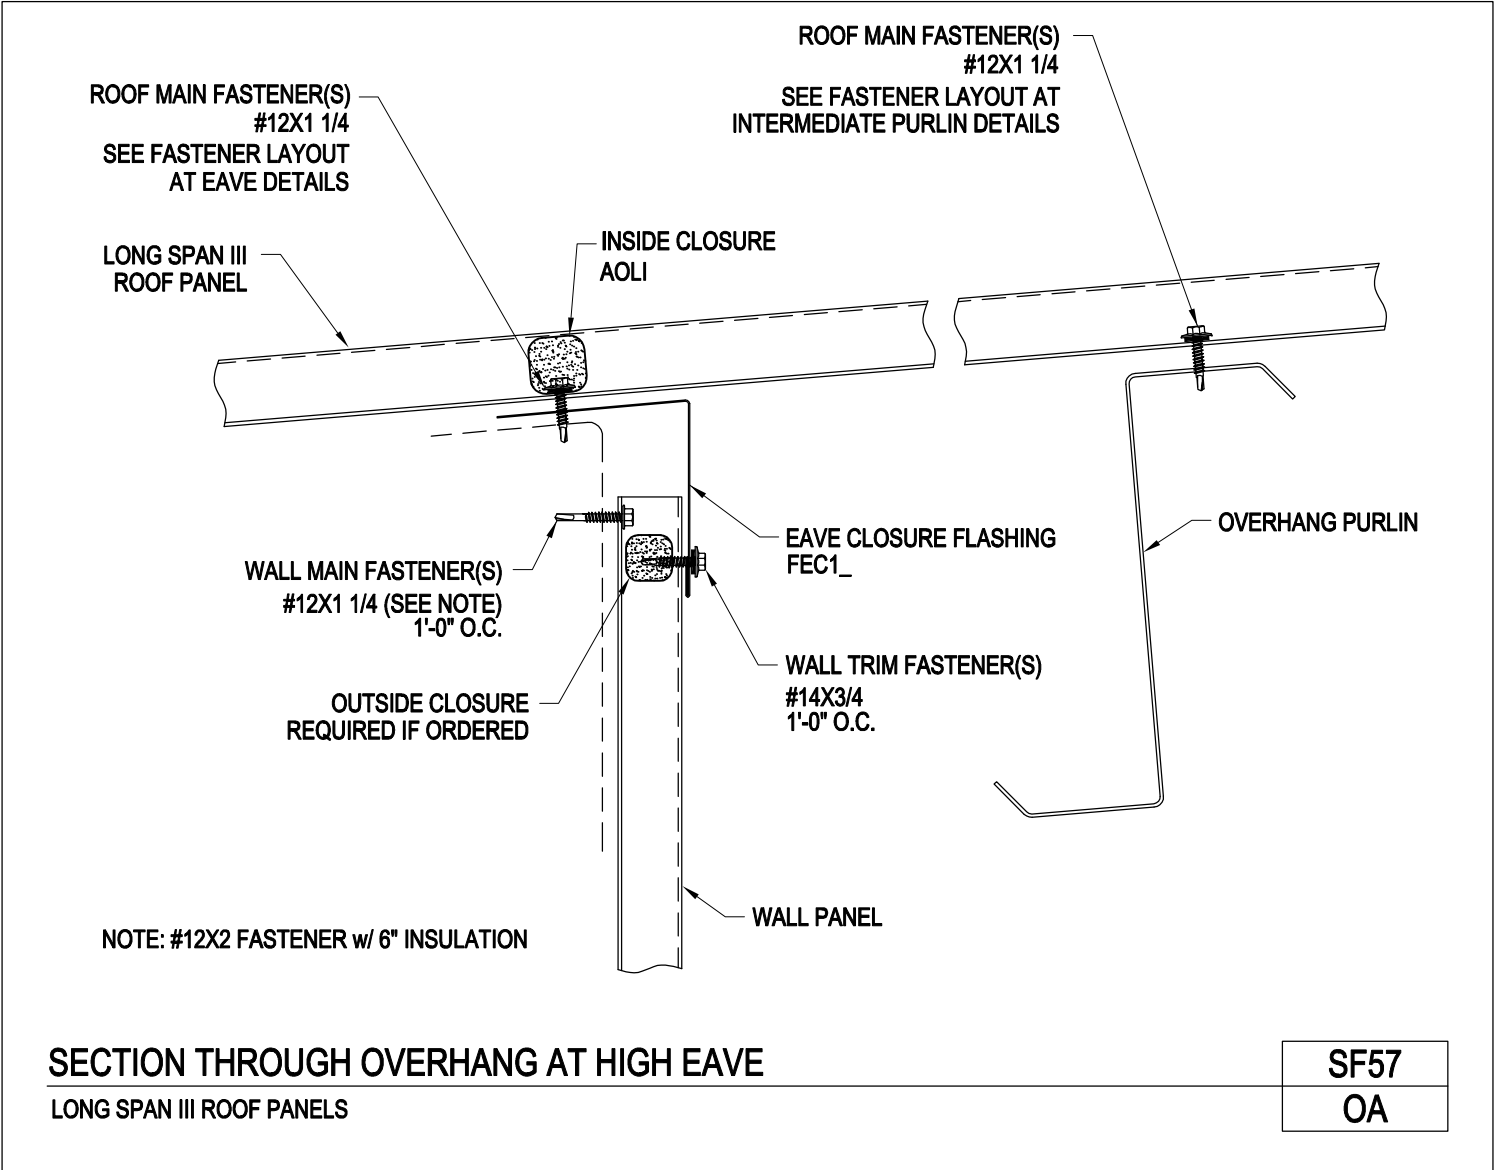 ROOF MAIN FASTENER(S)
#12X1 1/4
SEE FASTENER LAYOUT AT
INTERMEDIATE PURLIN DETAILS
ROOF MAIN FASTENER(S)
#12X1 1/4
SEE FASTENER LAYOUT
AT EAVE DETAILS
LONG SPAN III
ROOF PANEL
INSIDE CLOSURE
AOLI
OVERHANG PURLIN
EAVE CLOSURE FLASHING
FEC1_
WALL MAIN FASTENER(S)
#12X1 1/4 (SEE NOTE)
1'-0" O.C.
WALL TRIM FASTENER(S)
#14X3/4
1'-0" O.C.
OUTSIDE CLOSURE
REQUIRED IF ORDERED
WALL PANEL
NOTE: #12X2 FASTENER w/ 6" INSULATION
SECTION THROUGH OVERHANG AT HIGH EAVE
LONG SPAN III ROOF PANELS
SF57
OA